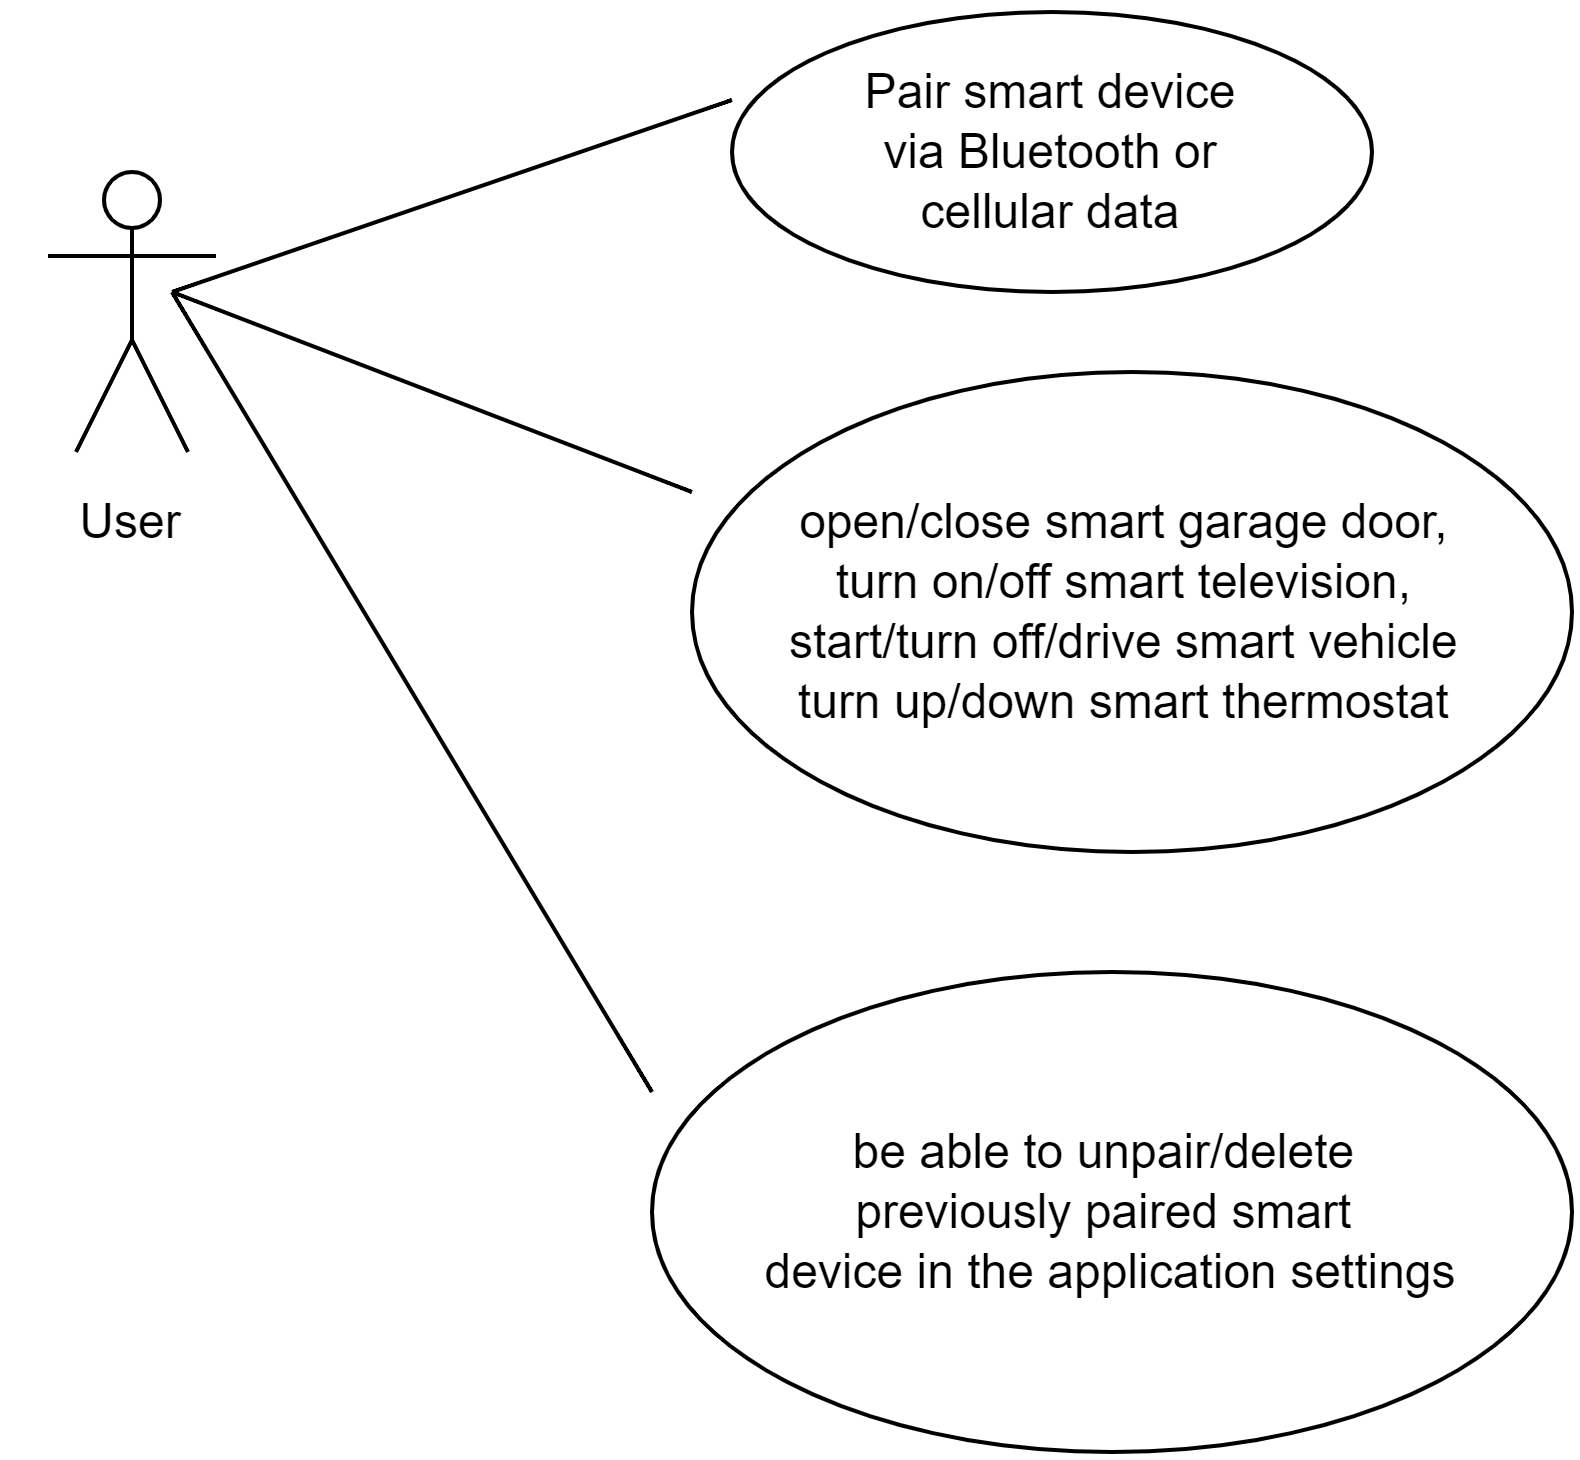 Pair smart device
via Bluetooth or
cellular data
User
open/close smart garage door,
turn on/off smart television,
start/turn off/drive smart vehicle
turn up/down smart thermostat
be able to unpair/delete
previously paired smart
device in the application settings